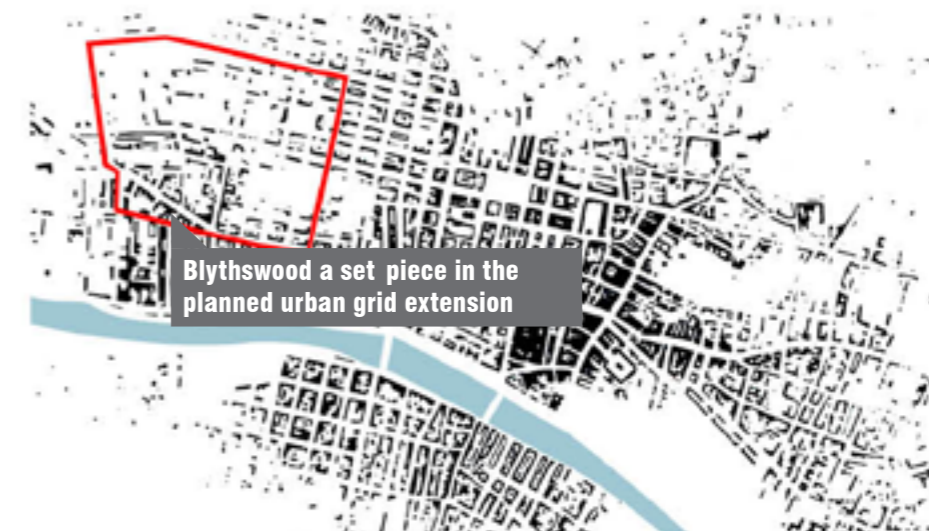 Blythswood a set piece in the
planned urban grid extension